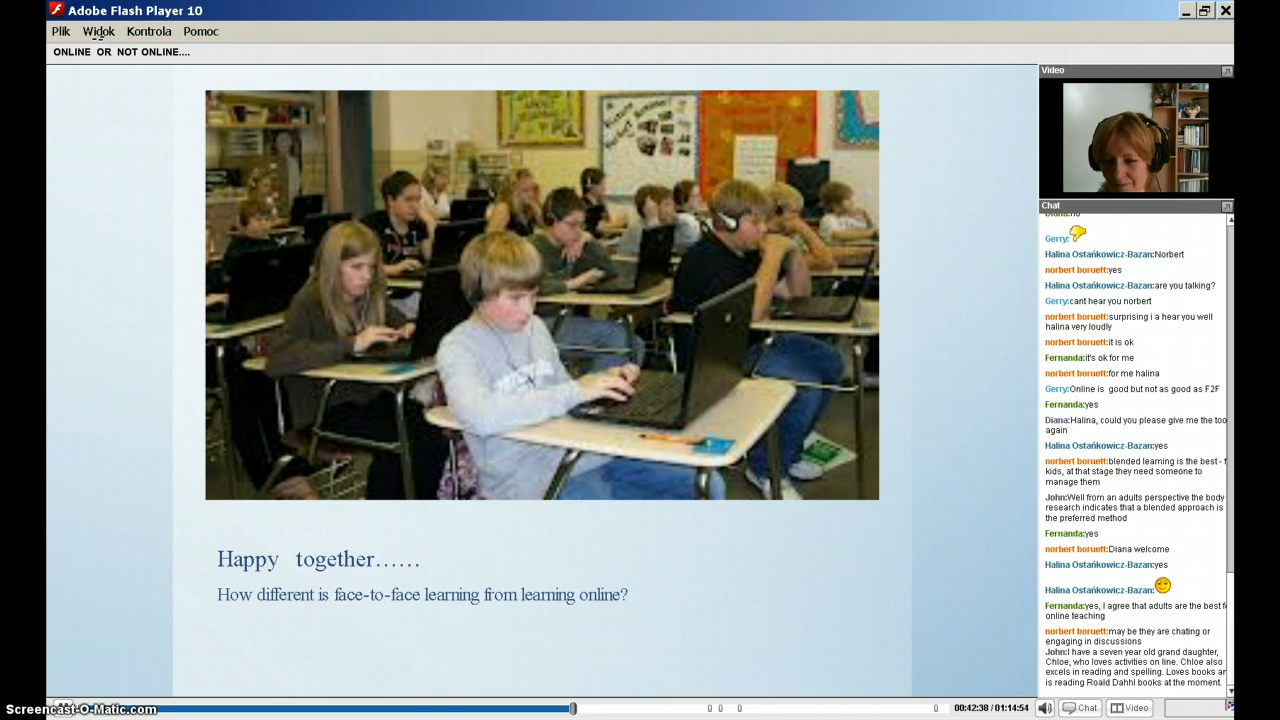 Adobe Flash Player 10
Plik Widok Kontrola Pomoc
ONLINE OR NOT ONLINE....
Happy together……
How different is face-to-face learning from learning online?
Video
Chat
Diana:no
Gerry:
Halina Ostańkowicz-Bazan:Norbert
norbert boruett:yes
Halina Ostańkowicz-Bazan:are you talking?
Gerry:cant hear you norbert
norbert boruett:surprising i a hear you well
halina very loudly
norbert boruett:it is ok
Fernanda:it's ok for me
norbert boruett:for me halina
Gerry:Online is good but not as good as F2F
Fernanda:yes
Diana:Halina, could you please give me the too
again
Halina Ostańkowicz-Bazan:yes
norbert boruett:blended learning is the best - f
kids, at that stage they need someone to
manage them
John:Well from an adults perspective the body
research indicates that a blended approach is
the preferred method
Fernanda:yes
norbert boruett:Diana welcome
Halina Ostańkowicz-Bazan:yes
Halina Ostańkowicz-Bazan:
Fernanda:yes, I agree that adults are the best f
online teaching
norbert boruett:may be they are chating or
engaging in discussions
John:I have a seven year old grand daughter,
Chloe, who loves activities on line. Chloe also
excels in reading and spelling. Loves books an
is reading Roald Dahhl books at the moment.
00:42:38 / 01:14:54
Chat
Video
Screencast-O-Matic.com